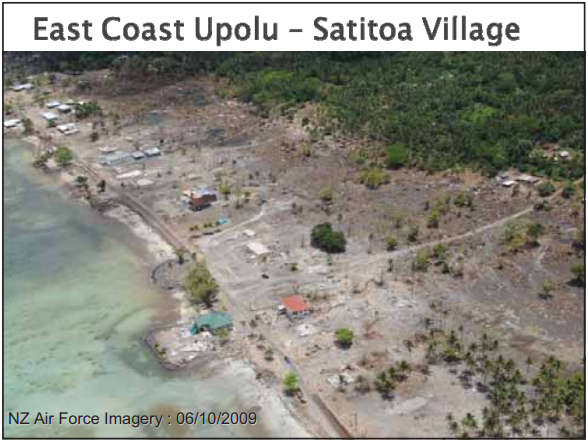 East Coast Upolu – Satitoa Village
NZ Air Force Imagery : 06/10/2009